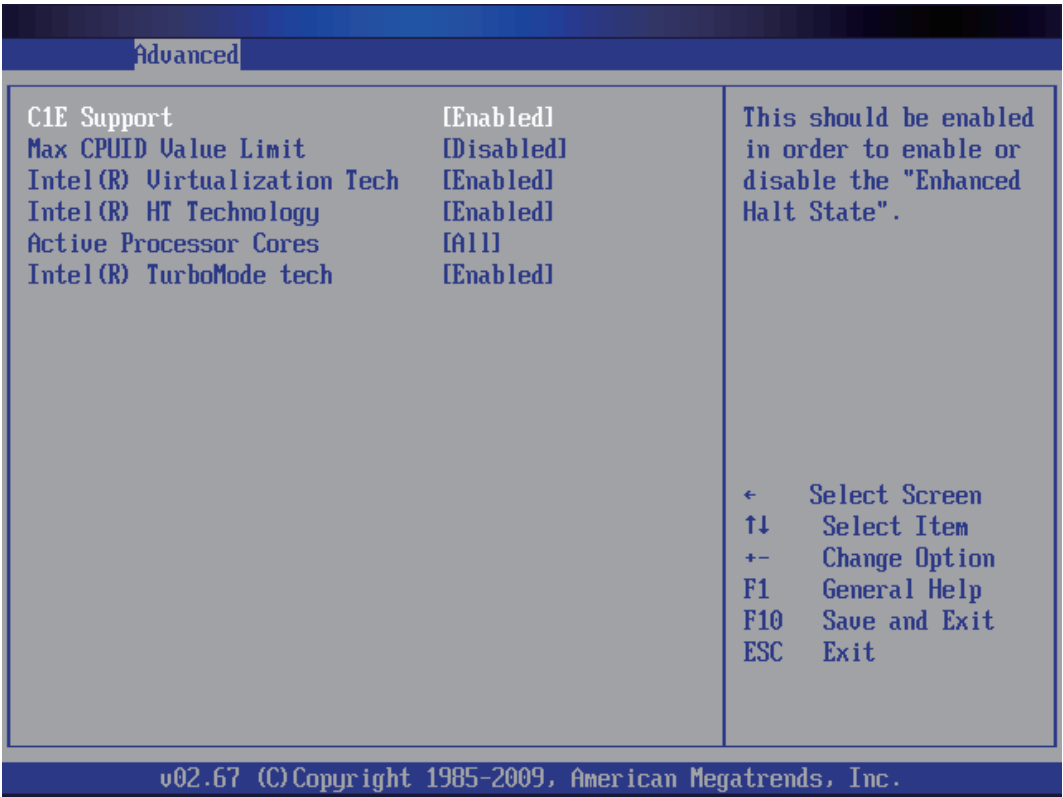 Advanced
C1E Support [Enabled]
Max CPUID Value Limit [Disabled]
Intel(R) Virtualization Tech [Enabled]
Intel(R) HT Technology [Enabled]
Active Processor Cores [All]
Intel(R) TurboMode tech [Enabled]
This should be enabled
in order to enable or
disable the "Enhanced
Halt State".
← Select Screen
↑↓ Select Item
+- Change Option
F1 General Help
F10 Save and Exit
ESC Exit
v02.67 (C)Copyright 1985-2009, American Megatrends, Inc.